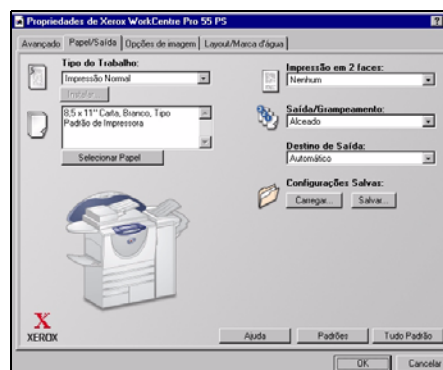 Propriedades de Xerox WorkCentre Pro 55 PS
Avançado Papel/Saída Opções de imagem Layout/Marca d'água
Tipo do Trabalho:
Impressão Normal
Instalar...
8,5 x 11" Carta, Branco, Tipo
Padrão de Impressora
Selecionar Papel
Impressão em 2 faces:
Nenhum
Saída/Grampeamento:
Alceado
Destino de Saída:
Automático
Configurações Salvas:
Carregar... Salvar...
X
XEROX
Ajuda Padrões Tudo Padrão
OK Cancelar